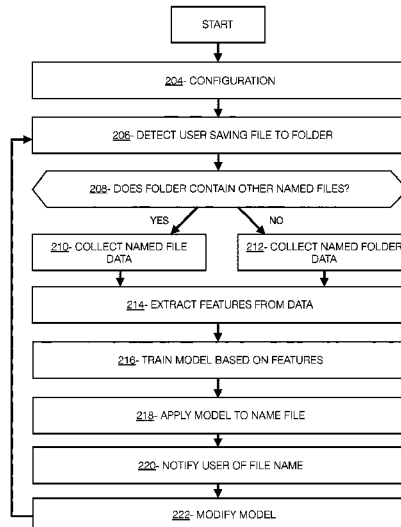 START
204- CONFIGURATION
206- DETECT USER SAVING FILE TO FOLDER
208- DOES FOLDER CONTAIN OTHER NAMED FILES?
YES
NO
210- COLLECT NAMED FILE
DATA
212- COLLECT NAMED FOLDER
DATA
214- EXTRACT FEATURES FROM DATA
216- TRAIN MODEL BASED ON FEATURES
218- APPLY MODEL TO NAME FILE
220- NOTIFY USER OF FILE NAME
222- MODIFY MODEL